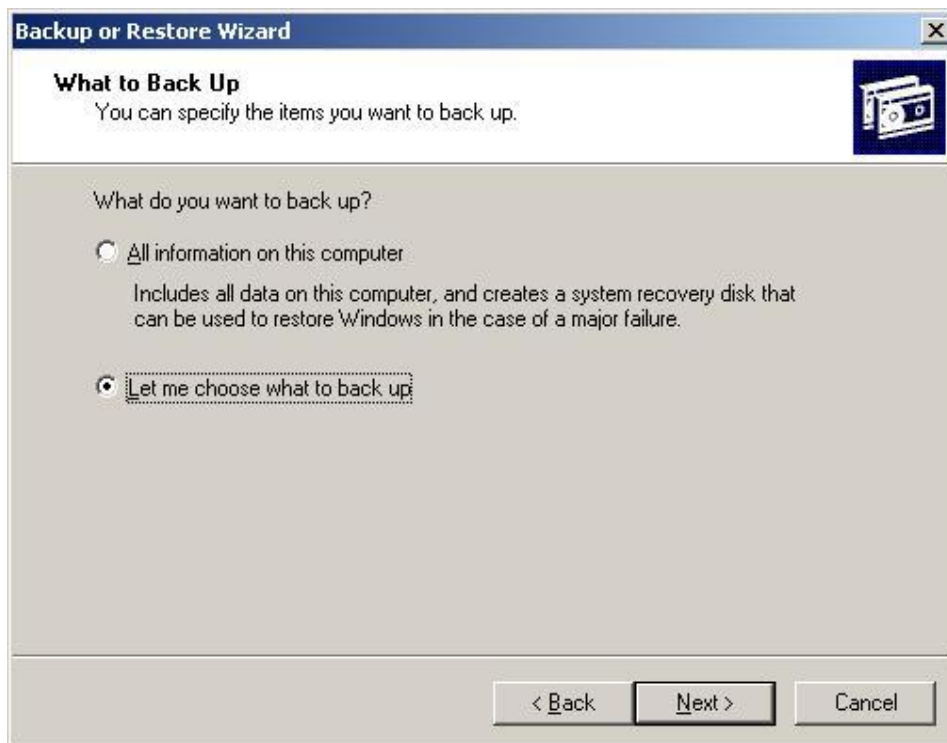 Backup or Restore Wizard
What to Back Up
You can specify the items you want to back up.
What do you want to back up?
All information on this computer
Includes all data on this computer, and creates a system recovery disk that
can be used to restore Windows in the case of a major failure.
Let me choose what to back up
< Back
Next >
Cancel